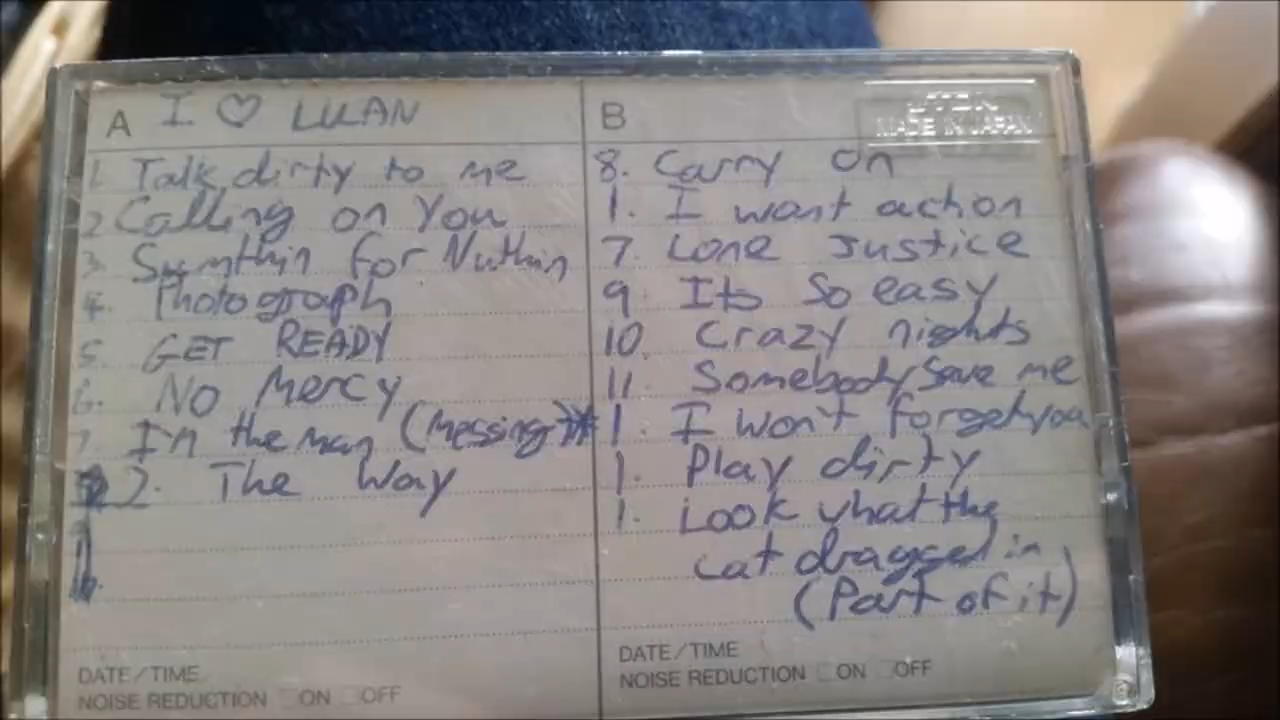 A I ♡ LUAN
1. Talk dirty to me
2 Calling on You
3. Sumthin for Nuthin
4. Photograph
5. GET READY
6. No Mercy
7. I'm the man (Messing
2. The Way
DATE/TIME
NOISE REDUCTION ON OFF
B
TDK
MADE IN JAPAN
8. Carry on
1. I want action
7. Lone Justice
9. Its So easy
10. Crazy nights
11. Somebody Save me
1. I won't forget you
1. Play dirty
1. Look what the
cat dragged in
(Part of it)
DATE/TIME
NOISE REDUCTION ON OFF